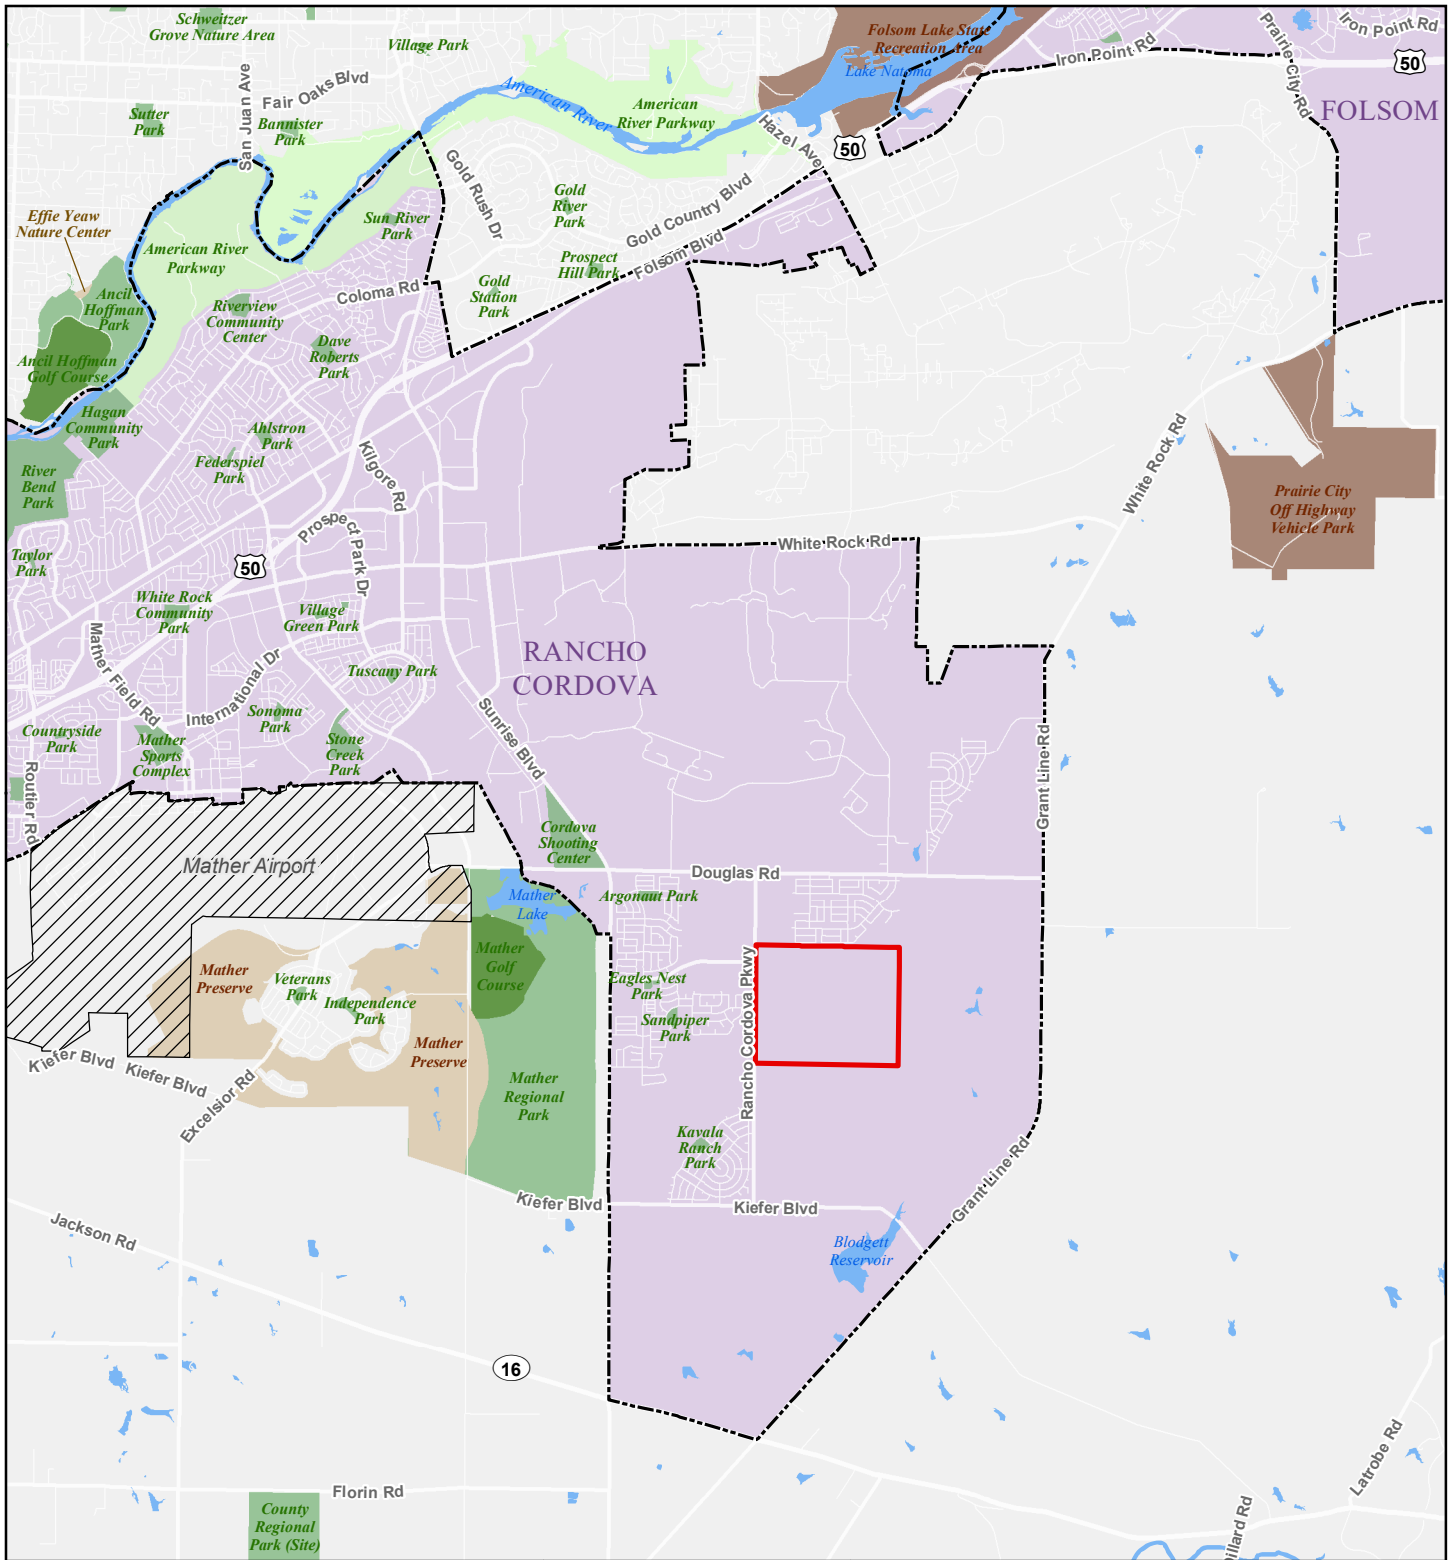 Schweitzer
Grove Nature Area
Village Park
Folsom Lake State
Recreation Area
Lake Natoma
Iron Point Rd
Prairie City Rd
Iron Point Rd
50
FOLSOM
San Juan Ave
Fair Oaks Blvd
Sutter
Park
Bannister
Park
American River
American
River Parkway
Hazel Ave
50
Gold Rush Dr
Gold
River
Park
Gold Country Blvd
Folsom Blvd
Effie Yeaw
Nature Center
Sun River
Park
American River
Parkway
Prospect
Hill Park
Gold
Station
Park
Coloma Rd
Ancil
Hoffman
Park
Riverview
Community
Center
Dave
Roberts
Park
Ancil Hoffman
Golf Course
Hagan
Community
Park
Ahlstron
Park
Federspiel
Park
Kilgore Rd
River
Bend
Park
White Rock Rd
Prairie City
Off Highway
Vehicle Park
Prospect Park Dr
White Rock Rd
Taylor
Park
50
White Rock
Community
Park
Village
Green Park
Mather Field Rd
International Dr
Tuscany Park
RANCHO
CORDOVA
Sunrise Blvd
Sonoma
Park
Stone
Creek
Park
Countryside
Park
Mather
Sports
Complex
Grant Line Rd
Routier Rd
Cordova
Shooting
Center
Mather Airport
Douglas Rd
Mather
Lake
Argonaut Park
Mather
Golf
Course
Mather
Preserve
Veterans
Park
Independence
Park
Eagles Nest
Park
Sandpiper
Park
Rancho Cordova Pkwy
Mather
Preserve
Kiefer Blvd
Kiefer Blvd
Excelsior Rd
Mather
Regional
Park
Kavala
Ranch
Park
Grant Line Rd
Kiefer Blvd
Kiefer Blvd
Jackson Rd
Blodgett
Reservoir
16
Latrobe Rd
Florin Rd
County
Regional
Park (Site)
Dillard Rd